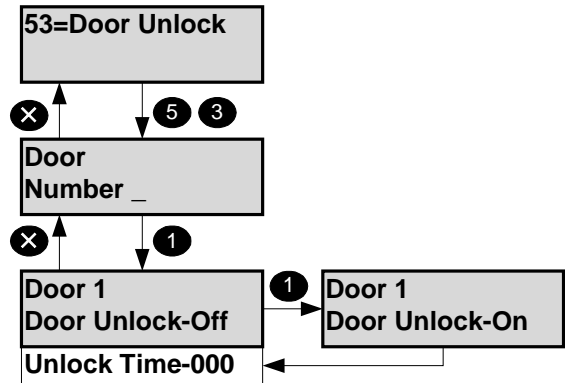 53=Door Unlock
✕ 5 3
Door
Number _
✕ 1
Door 1
Door Unlock-Off
1
Door 1
Door Unlock-On
Unlock Time-000